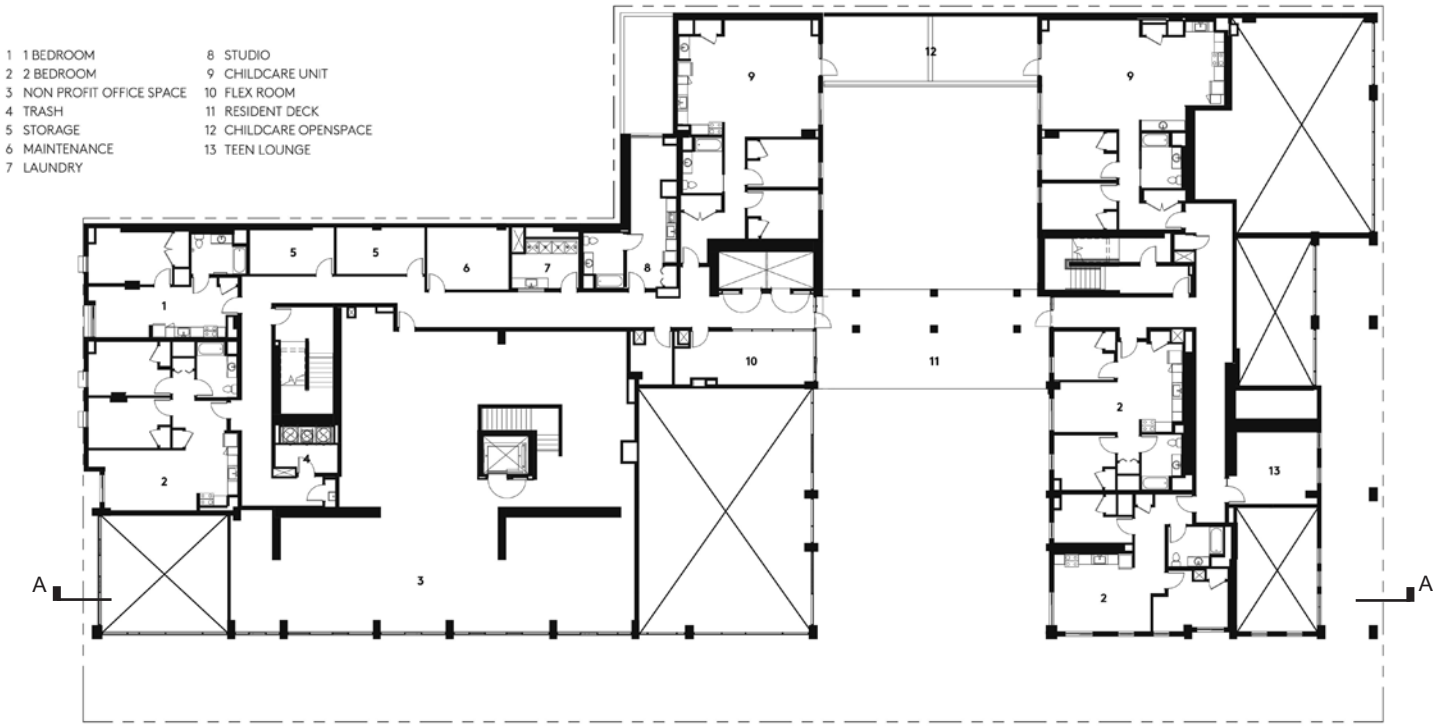 1 1 BEDROOM
2 2 BEDROOM
3 NON PROFIT OFFICE SPACE
4 TRASH
5 STORAGE
6 MAINTENANCE
7 LAUNDRY
8 STUDIO
9 CHILDCARE UNIT
10 FLEX ROOM
11 RESIDENT DECK
12 CHILDCARE OPENSPACE
13 TEEN LOUNGE
12
9
9
5
5
6
7
8
1
10
11
2
4
13
2
3
2
A
A